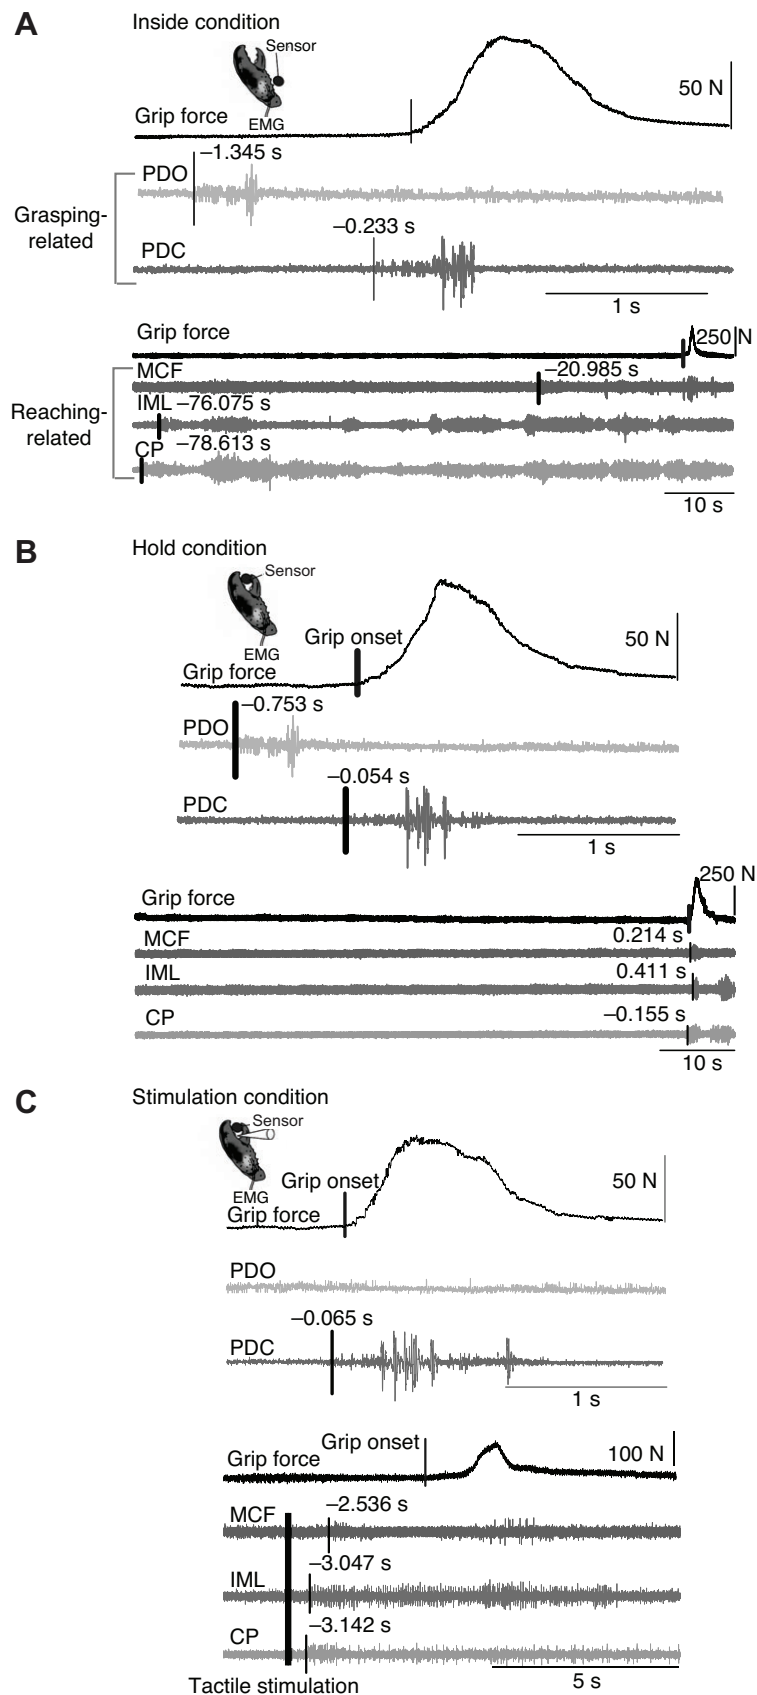 A
Inside condition
Sensor
50 N
Grip force
EMG
−1.345 s
PDO
Grasping-
related
−0.233 s
PDC
1 s
Grip force
250 N
MCF
−20.985 s
Reaching-
related
IML
−76.075 s
CP
−78.613 s
10 s
B
Hold condition
Sensor
50 N
Grip onset
EMG
Grip force
−0.753 s
PDO
−0.054 s
PDC
1 s
250 N
Grip force
MCF
0.214 s
IML
0.411 s
CP
−0.155 s
10 s
C
Stimulation condition
Sensor
50 N
Grip onset
EMG
Grip force
PDO
−0.065 s
PDC
1 s
Grip onset
100 N
Grip force
MCF
−2.536 s
IML
−3.047 s
CP
−3.142 s
5 s
Tactile stimulation